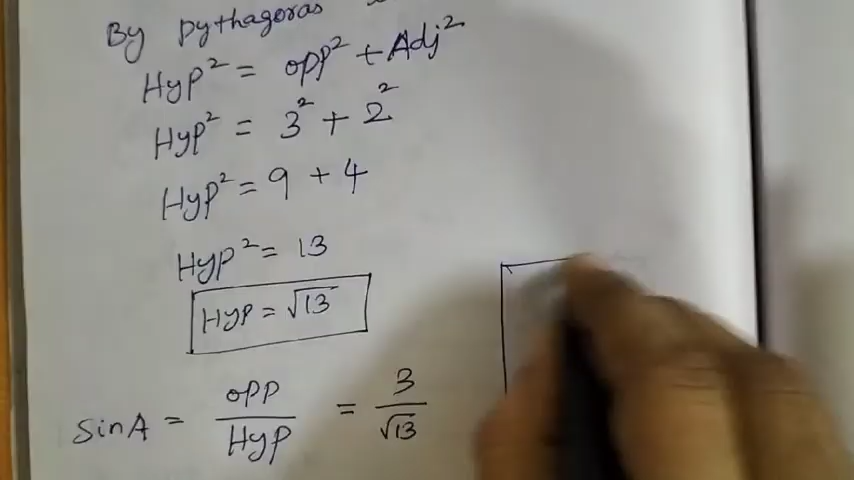 By pythagoras
Hyp² = opp² + Adj²
Hyp² = 3² + 2²
Hyp² = 9 + 4
Hyp² = 13
Hyp = √13
sinA = opp/Hyp = 3/√13